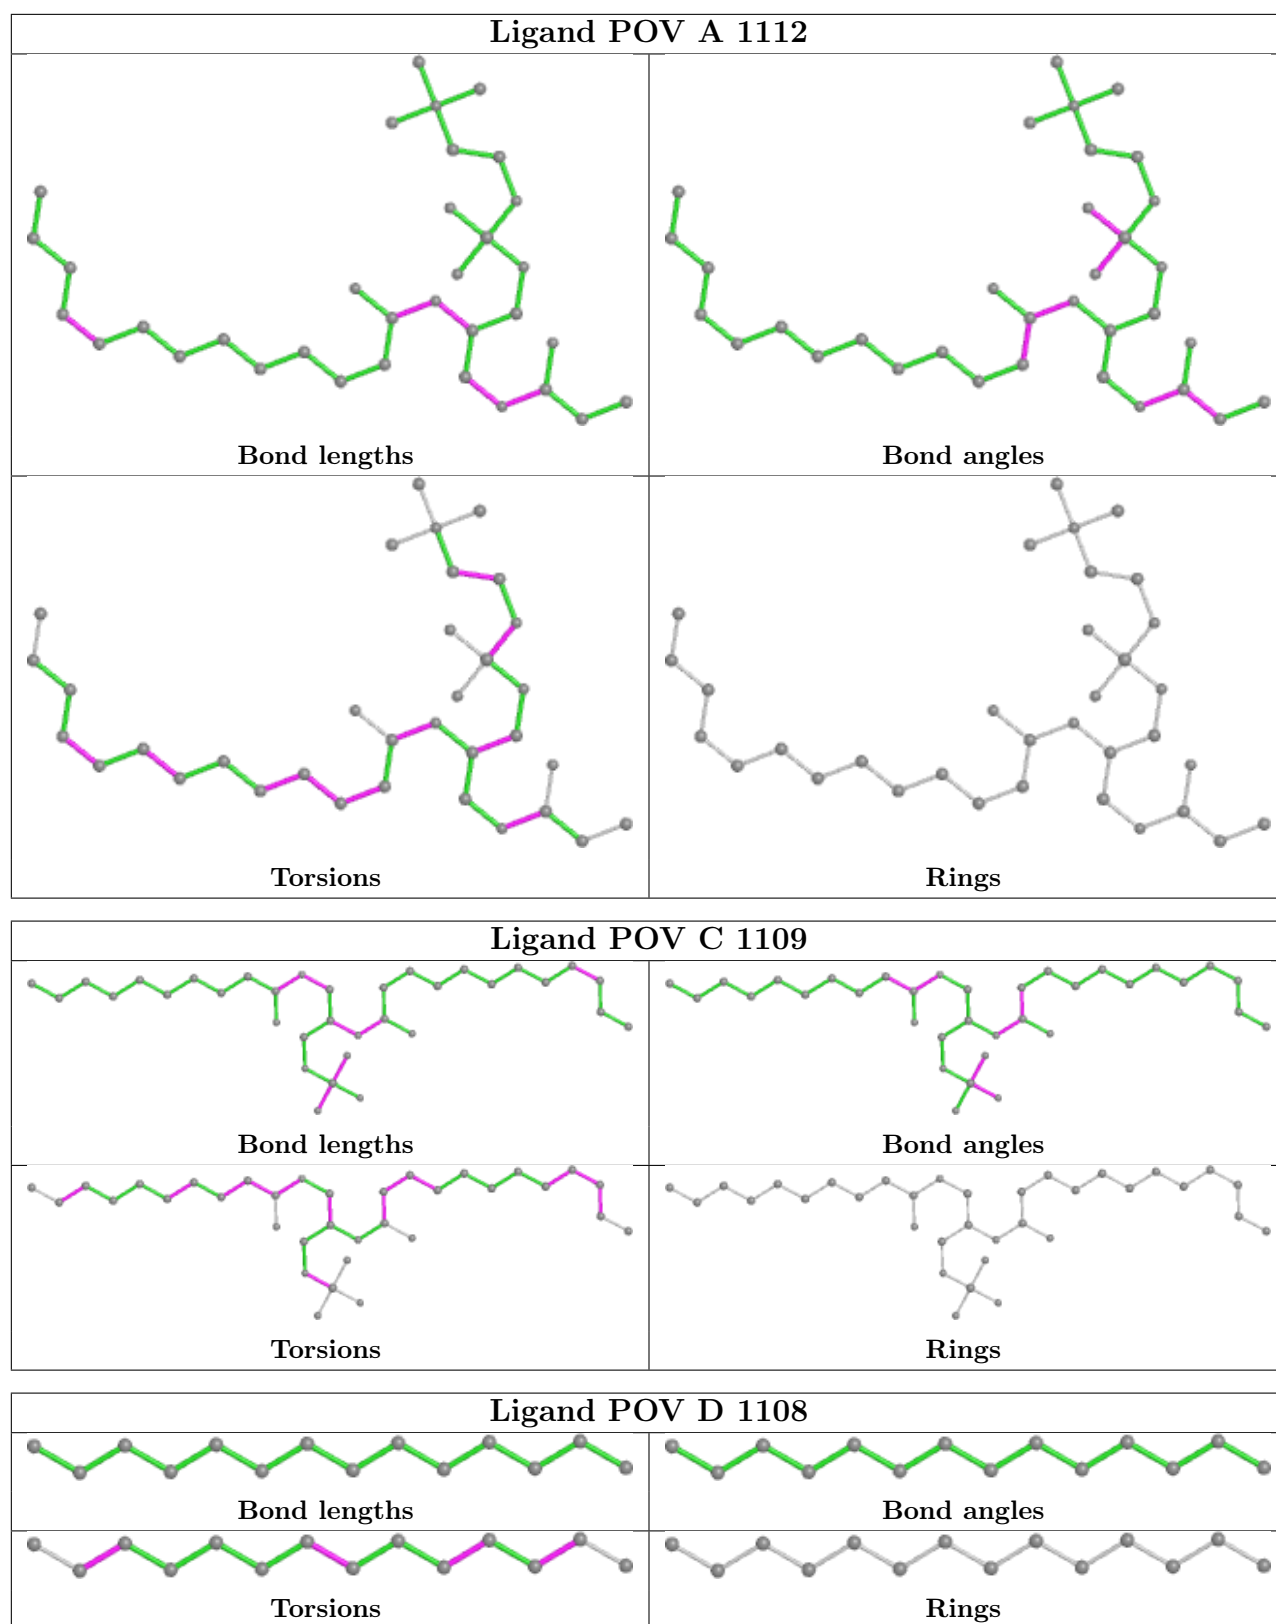 Ligand POV A 1112
Bond lengths
Bond angles
Torsions
Rings
Ligand POV C 1109
Bond lengths
Bond angles
Torsions
Rings
Ligand POV D 1108
Bond lengths
Bond angles
Torsions
Rings